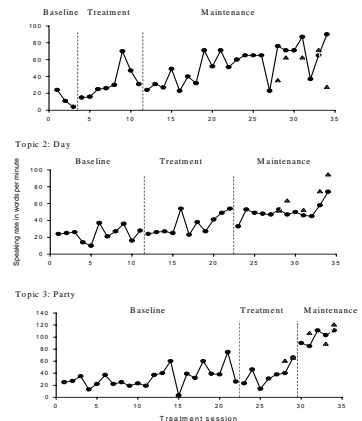 Baseline Treatment Maintenance
100
80
60
40
20
0
0 5 10 15 20 25 30 35
Topic 2: Day
Baseline Treatment Maintenance
Speaking rate in words per minute
100
80
60
40
20
0
0 5 10 15 20 25 30 35
Topic 3: Party
Baseline Treatment Maintenance
140
120
100
80
60
40
20
0
0 5 10 15 20 25 30 35
Treatment session